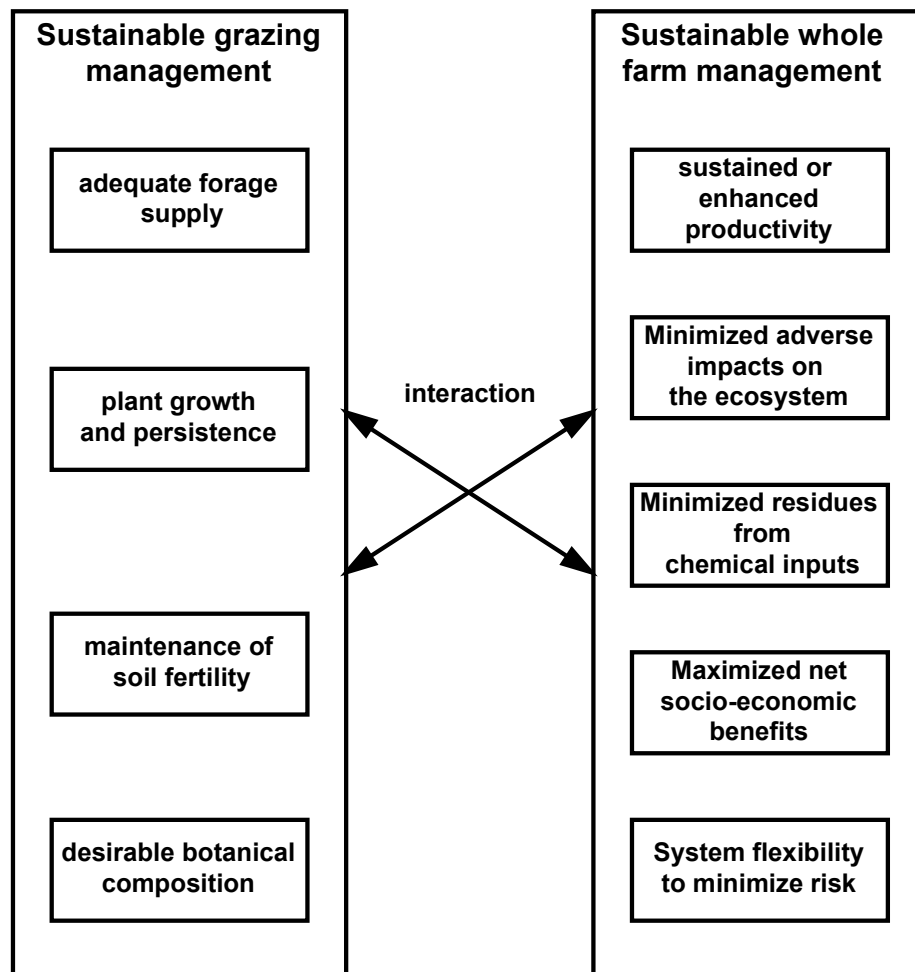 Sustainable grazing
management
adequate forage
supply
plant growth
and persistence
maintenance of
soil fertility
desirable botanical
composition
interaction
Sustainable whole
farm management
sustained or
enhanced
productivity
Minimized adverse
impacts on
the ecosystem
Minimized residues
from
chemical inputs
Maximized net
socio-economic
benefits
System flexibility
to minimize risk